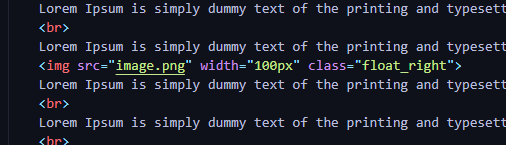 Lorem Ipsum is simply dummy text of the printing and typesett
<br>
Lorem Ipsum is simply dummy text of the printing and typesett
<img src="image.png" width="100px" class="float_right">
Lorem Ipsum is simply dummy text of the printing and typesett
<br>
Lorem Ipsum is simply dummy text of the printing and typesett
<br>